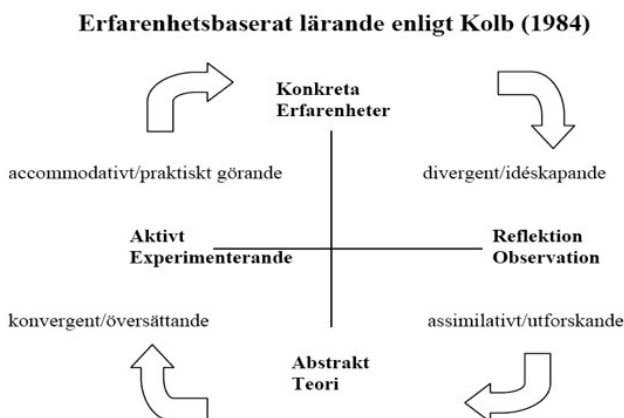 Erfarenhetsbaserat lärande enligt Kolb (1984)
Konkreta
Erfarenheter
accommodativt/praktiskt görande
divergent/idéskapande
Aktivt
Experimenterande
Reflektion
Observation
konvergent/översättande
assimilativt/utforskande
Abstrakt
Teori